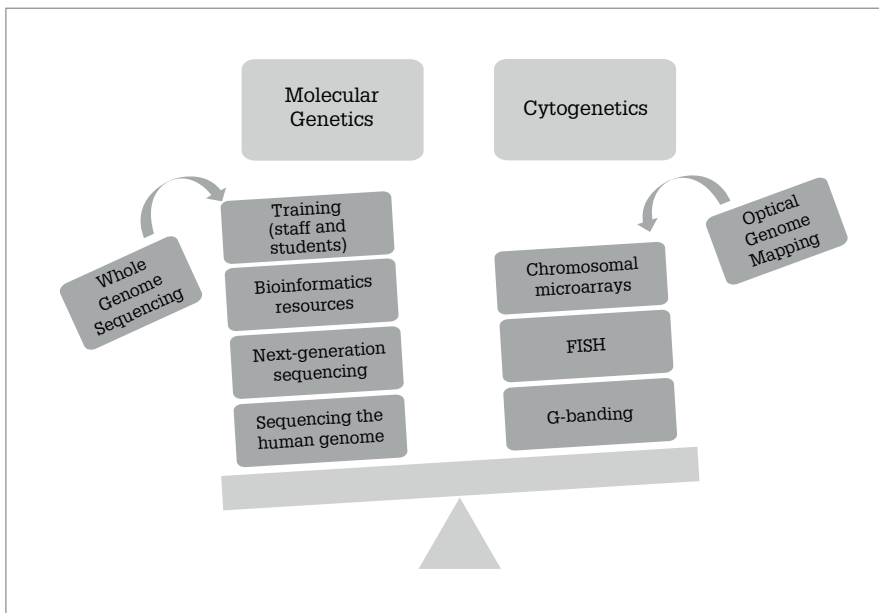 Molecular
Genetics
Cytogenetics
Whole
Genome
Sequencing
Training
(staff and
students)
Bioinformatics
resources
Next-generation
sequencing
Sequencing the
human genome
Optical
Genome
Mapping
Chromosomal
microarrays
FISH
G-banding